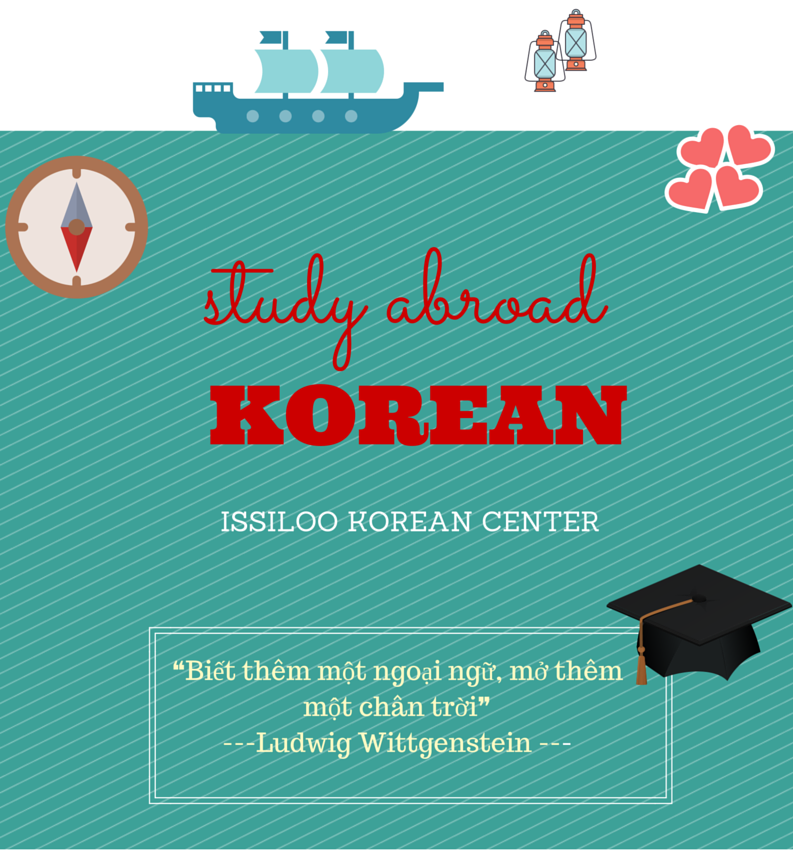 study abroad
KOREAN
ISSILOO KOREAN CENTER
❝Biết thêm một ngoại ngữ, mở thêm
một chân trời❞
---Ludwig Wittgenstein ---